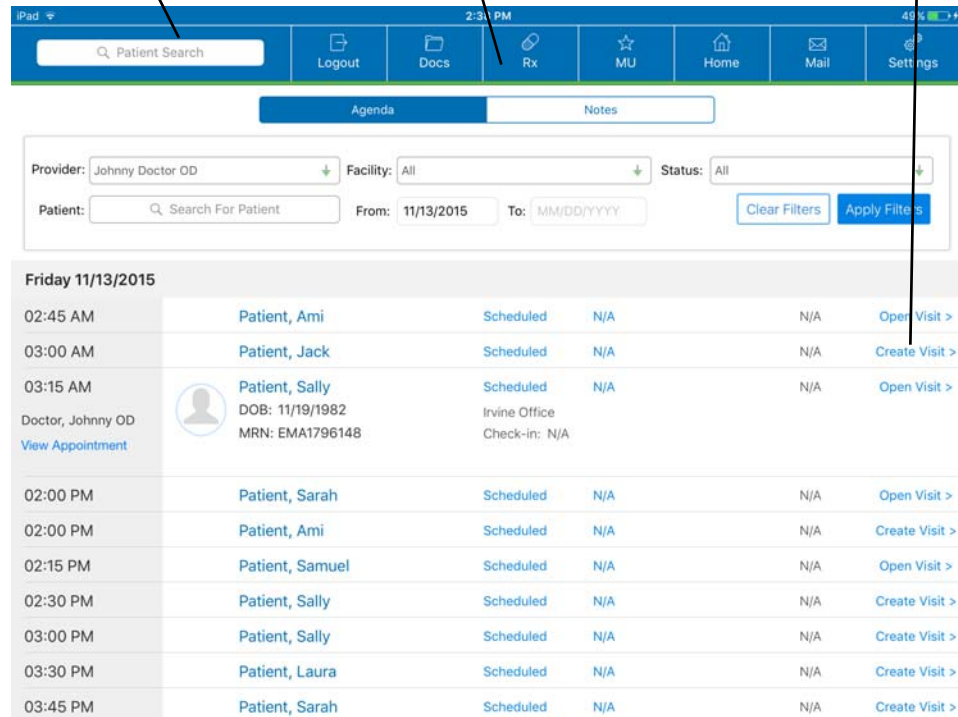 iPad 2:38 PM 49%
Patient Search Logout Docs Rx MU Home Mail Settings
Agenda Notes
Provider: Johnny Doctor OD Facility: All Status: All
Patient: Search For Patient From: 11/13/2015 To: MM/DD/YYYY Clear Filters Apply Filters
Friday 11/13/2015
02:45 AM Patient, Ami Scheduled N/A N/A Open Visit >
03:00 AM Patient, Jack Scheduled N/A N/A Create Visit >
03:15 AM Patient, Sally Scheduled N/A N/A Open Visit >
DOB: 11/19/1982 Irvine Office
Doctor, Johnny OD MRN: EMA1796148 Check-in: N/A
View Appointment
02:00 PM Patient, Sarah Scheduled N/A N/A Open Visit >
02:00 PM Patient, Ami Scheduled N/A N/A Create Visit >
02:15 PM Patient, Samuel Scheduled N/A N/A Open Visit >
02:30 PM Patient, Sally Scheduled N/A N/A Create Visit >
03:00 PM Patient, Sally Scheduled N/A N/A Create Visit >
03:30 PM Patient, Laura Scheduled N/A N/A Create Visit >
03:45 PM Patient, Sarah Scheduled N/A N/A Create Visit >